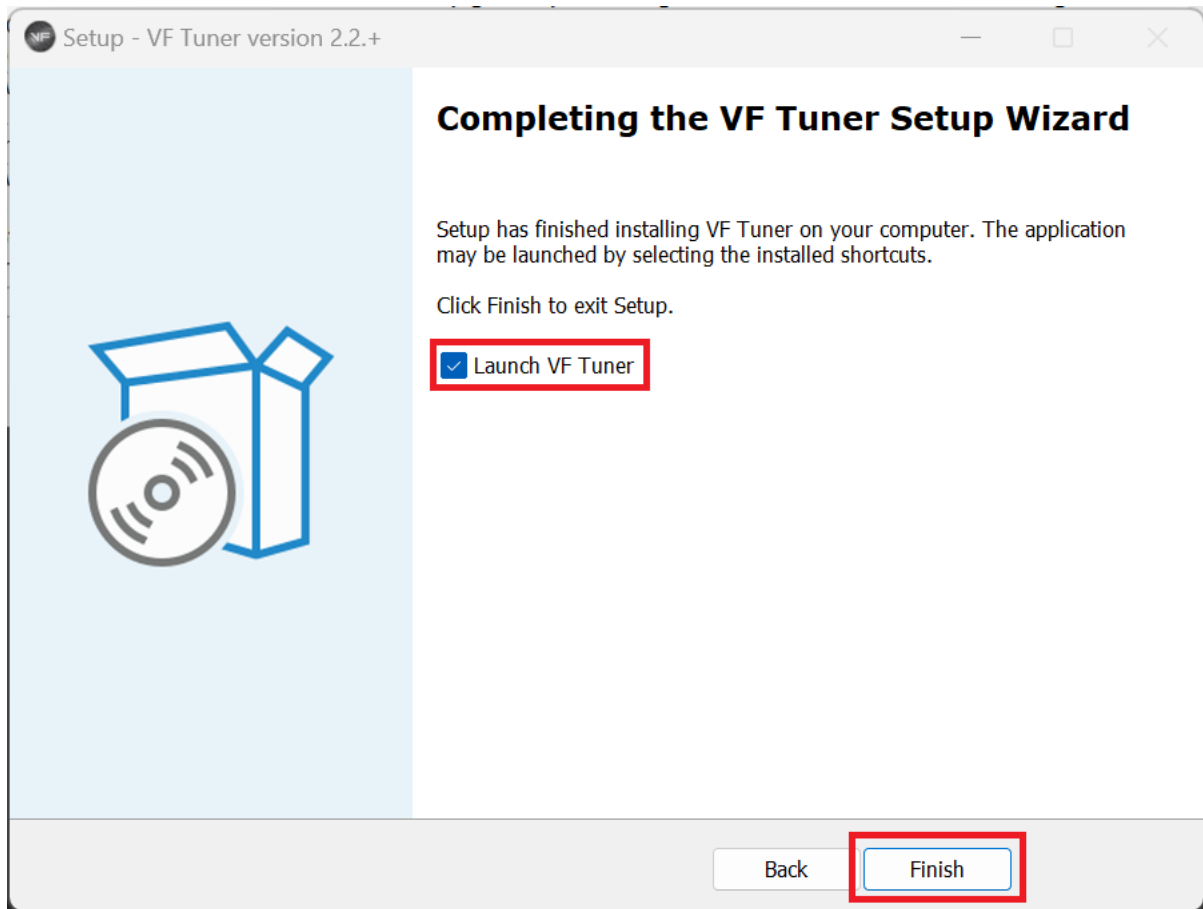 VF Setup - VF Tuner version 2.2.+
Completing the VF Tuner Setup Wizard
Setup has finished installing VF Tuner on your computer. The application
may be launched by selecting the installed shortcuts.
Click Finish to exit Setup.
Launch VF Tuner
Back Finish